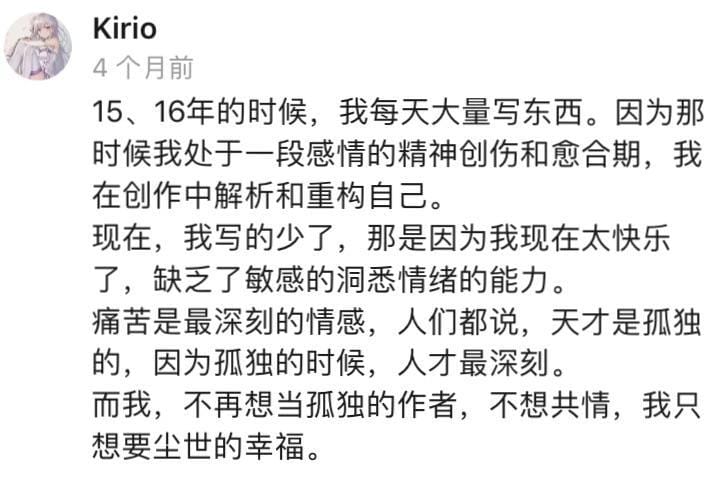 Kirio
4 个月前
15、16年的时候，我每天大量写东西。因为那
时候我处于一段感情的精神创伤和愈合期，我
在创作中解析和重构自己。
现在，我写的少了，那是因为我现在太快乐
了，缺乏了敏感的洞悉情绪的能力。
痛苦是最深刻的情感，人们都说，天才是孤独
的，因为孤独的时候，人才最深刻。
而我，不再想当孤独的作者，不想共情，我只
想要尘世的幸福。